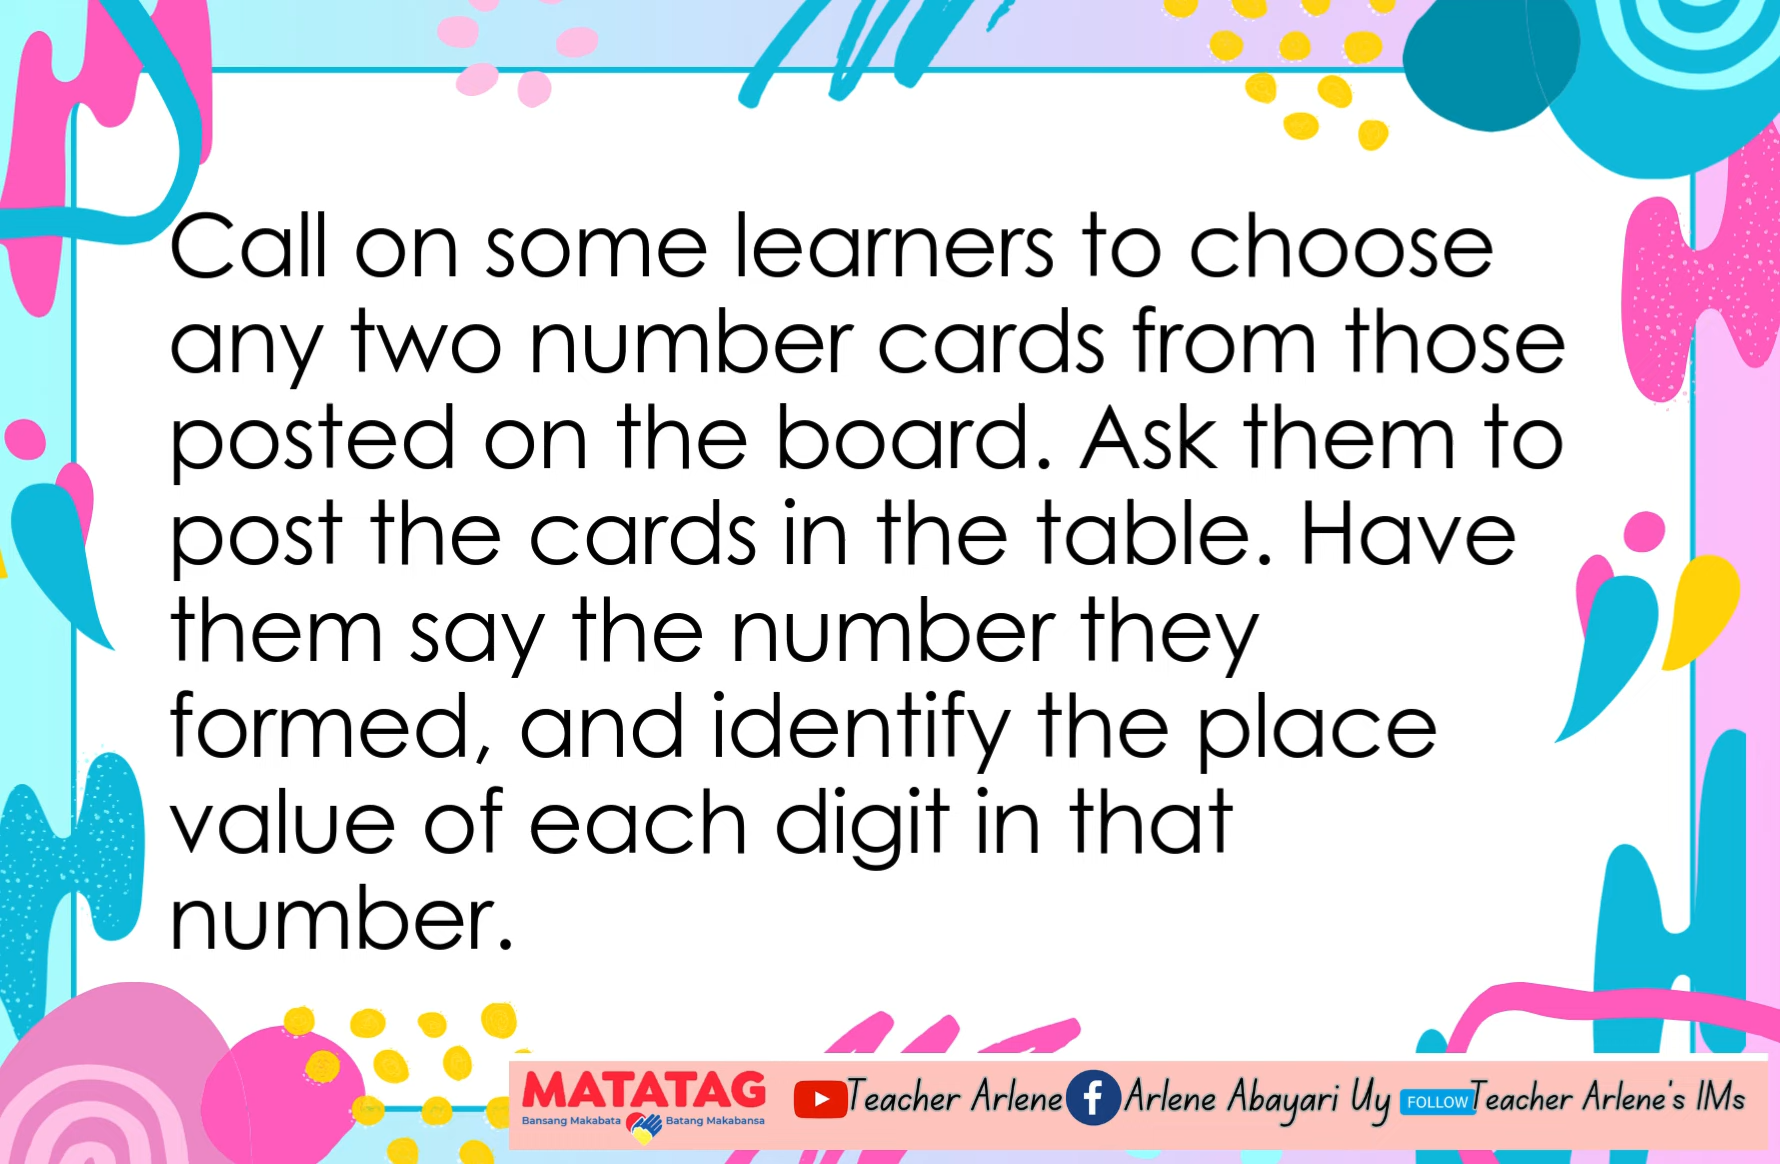 Call on some learners to choose
any two number cards from those
posted on the board. Ask them to
post the cards in the table. Have
them say the number they
formed, and identify the place
value of each digit in that
number.
MATATAG
Bansang Makabata Batang Makabansa
Teacher Arlene Arlene Abayari Uy FOLLOW Teacher Arlene's IMs